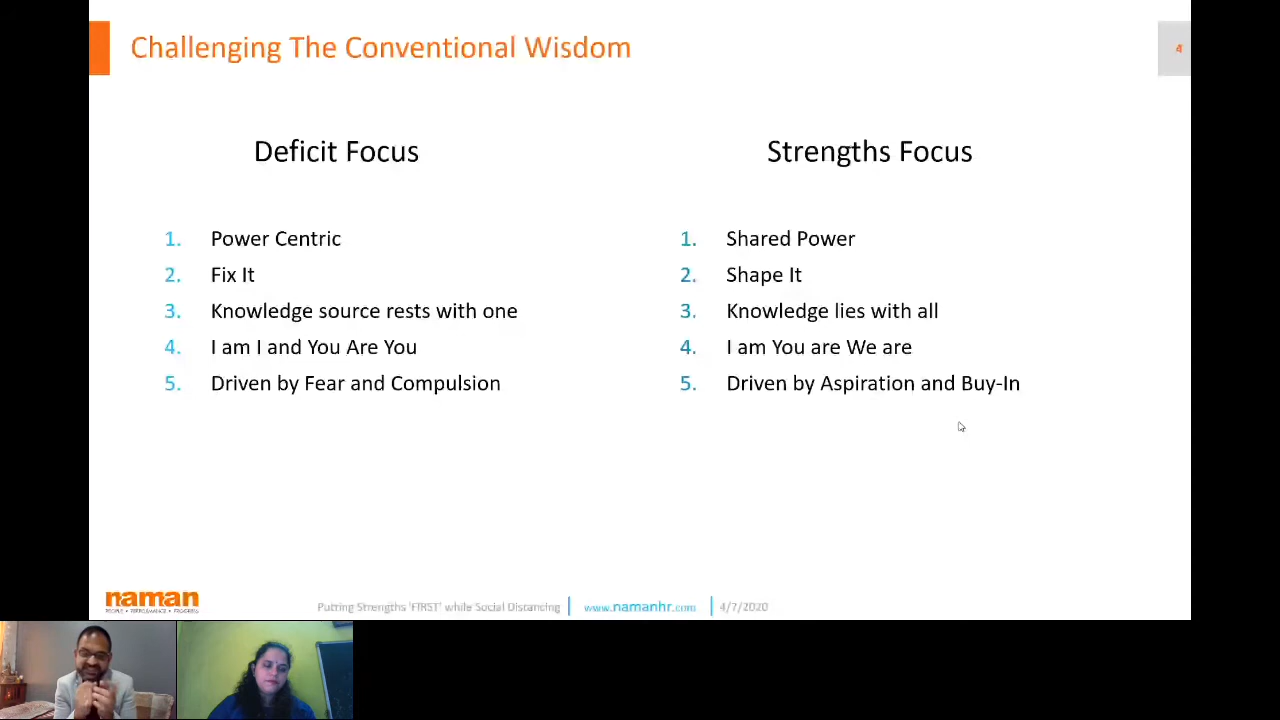 Challenging The Conventional Wisdom
4
Deficit Focus
1. Power Centric
2. Fix It
3. Knowledge source rests with one
4. I am I and You Are You
5. Driven by Fear and Compulsion
Strengths Focus
1. Shared Power
2. Shape It
3. Knowledge lies with all
4. I am You are We are
5. Driven by Aspiration and Buy-In
naman
PEOPLE • PERFORMANCE • PROGRESS
Putting Strengths 'FIRST' while Social Distancing
www.namanhr.com
4/7/2020